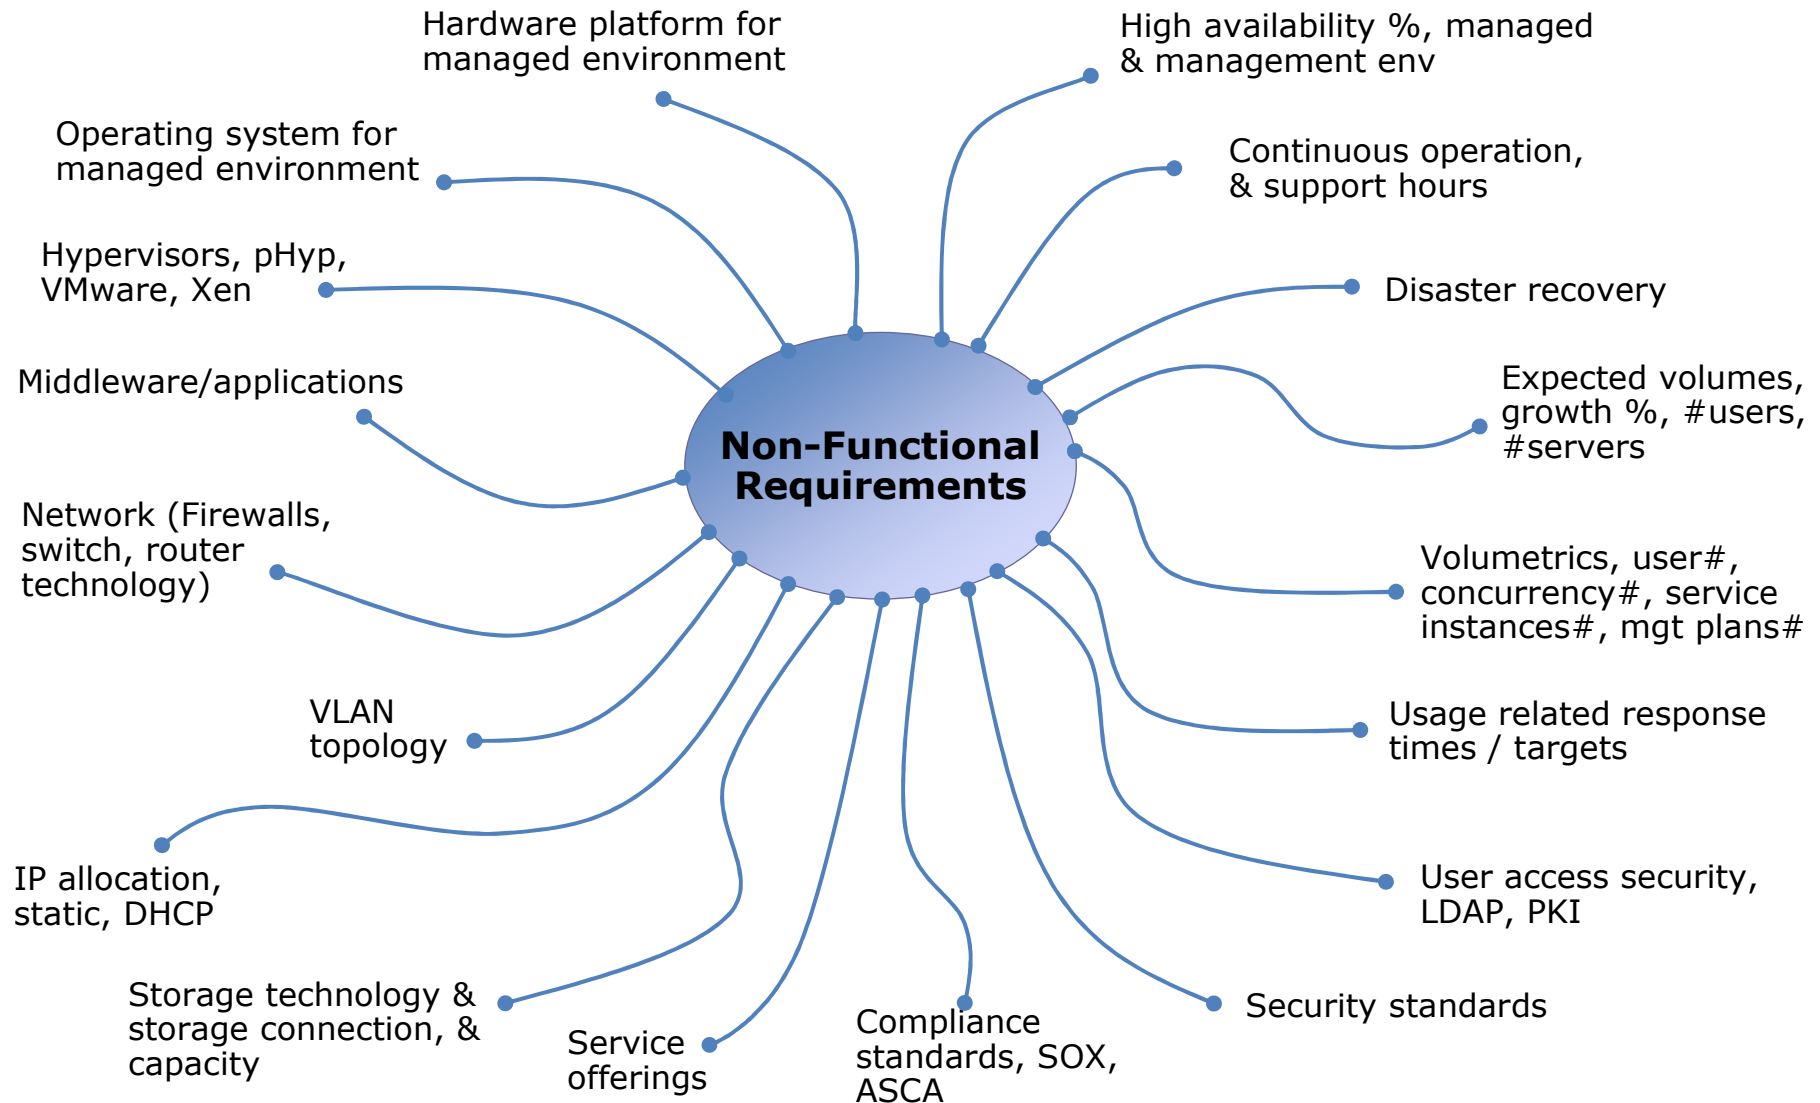 Hardware platform for
managed environment
High availability %, managed
& management env
Operating system for
managed environment
Continuous operation,
& support hours
Hypervisors, pHyp,
VMware, Xen
Disaster recovery
Middleware/applications
Expected volumes,
growth %, #users,
#servers
Non-Functional
Requirements
Network (Firewalls,
switch, router
technology)
Volumetrics, user#,
concurrency#, service
instances#, mgt plans#
VLAN
topology
Usage related response
times / targets
IP allocation,
static, DHCP
User access security,
LDAP, PKI
Storage technology &
storage connection, &
capacity
Service
offerings
Compliance
standards, SOX,
ASCA
Security standards